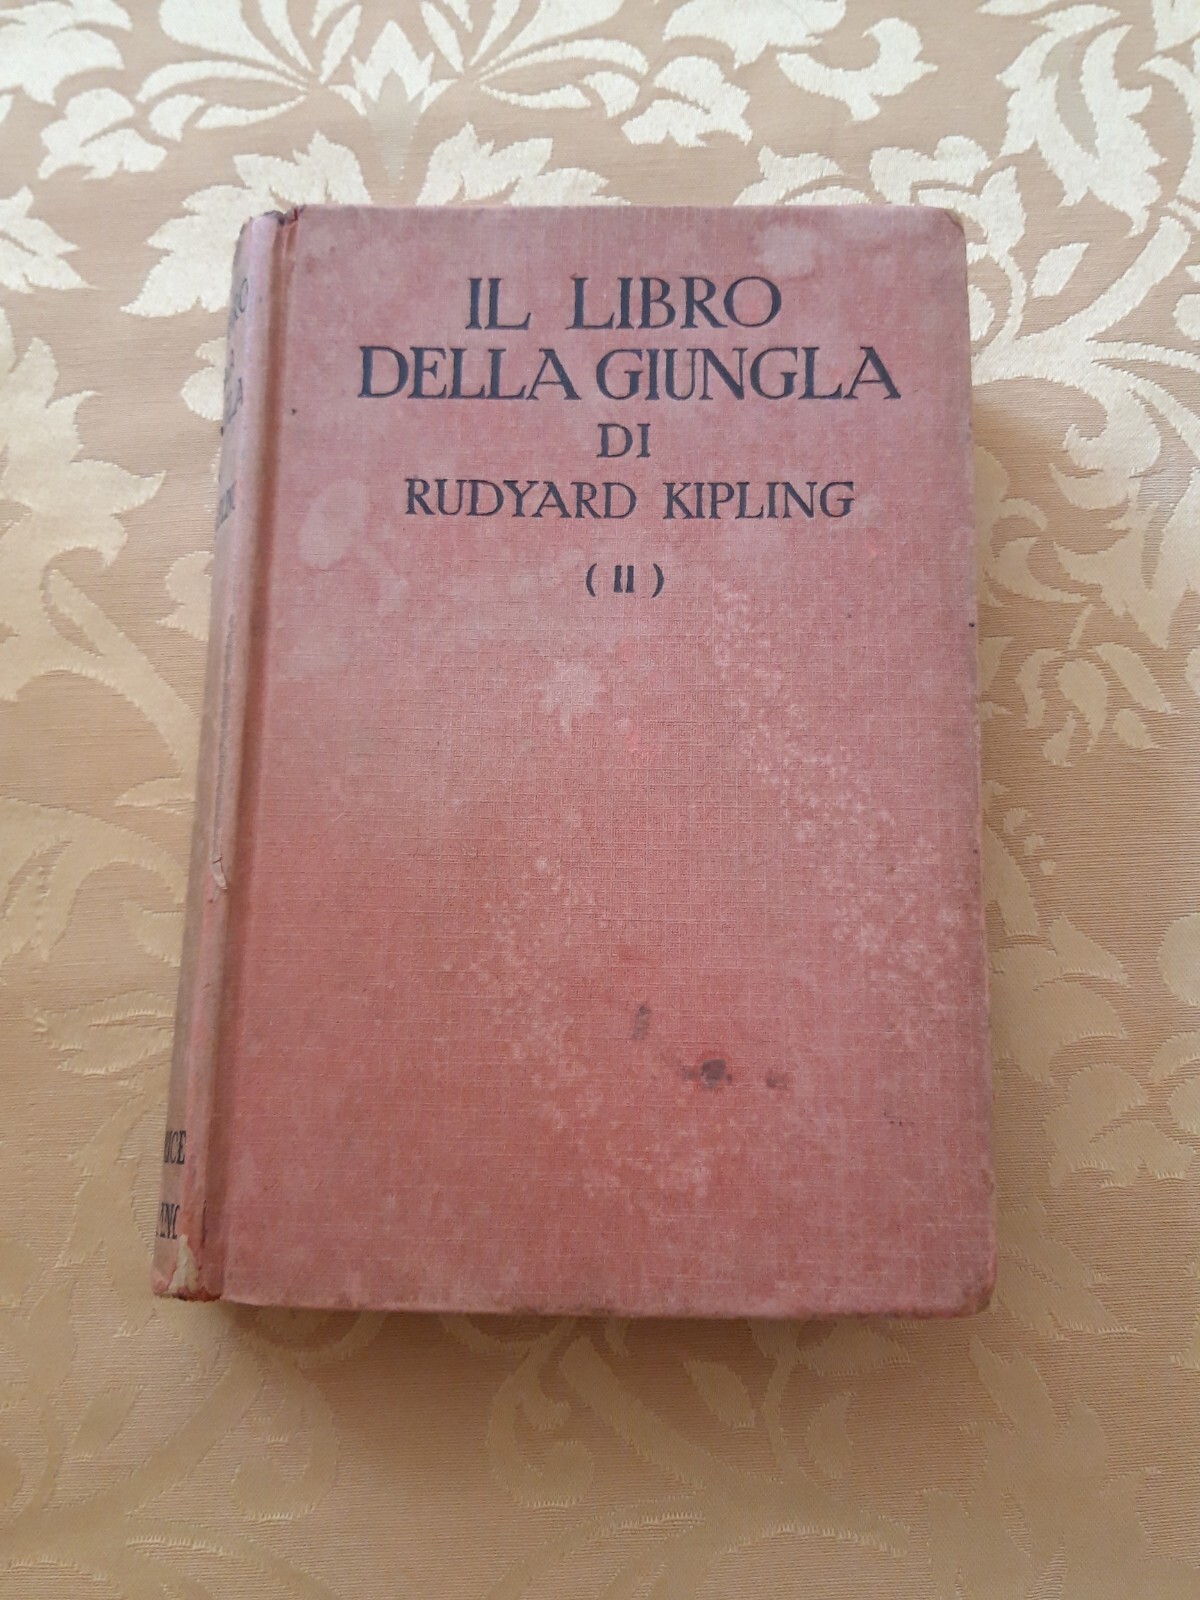 IL LIBRO
DELLA GIUNGLA
DI
RUDYARD KIPLING
( II )